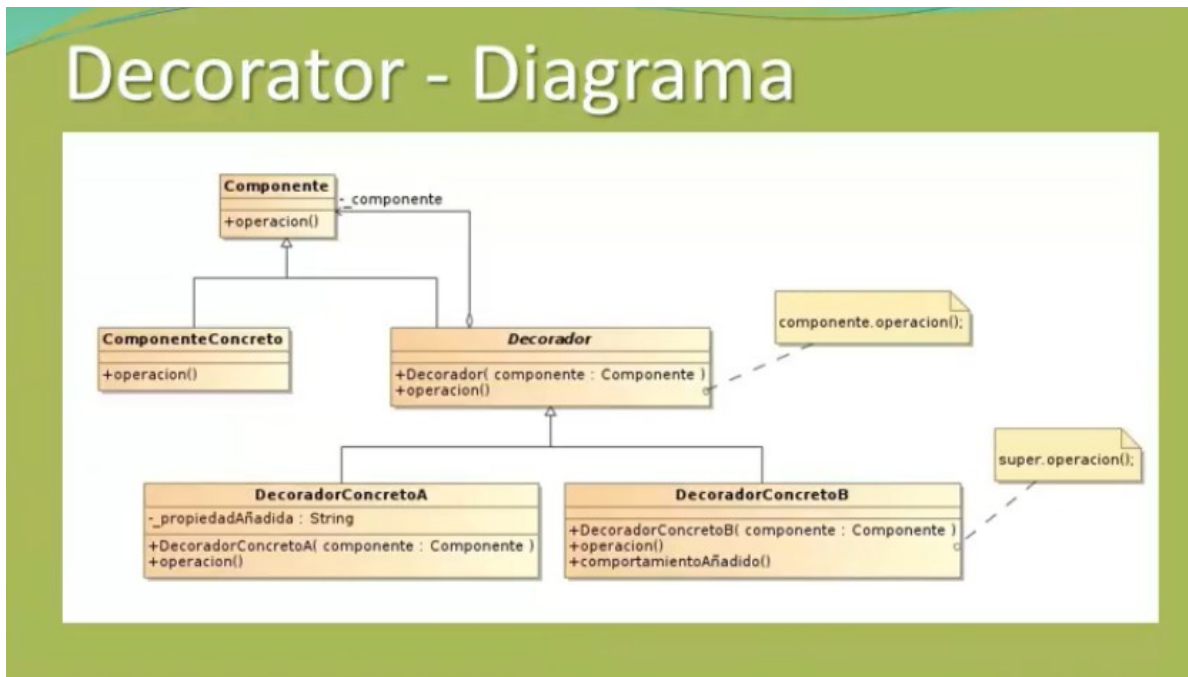 Decorator - Diagrama
Componente
-_componente
+operacion()
ComponenteConcreto
+operacion()
Decorador
+Decorador( componente : Componente )
+operacion()
componente.operacion();
DecoradorConcretoA
-_propiedadAñadida : String
+DecoradorConcretoA( componente : Componente )
+operacion()
DecoradorConcretoB
+DecoradorConcretoB( componente : Componente )
+operacion()
+comportamientoAñadido()
super.operacion();